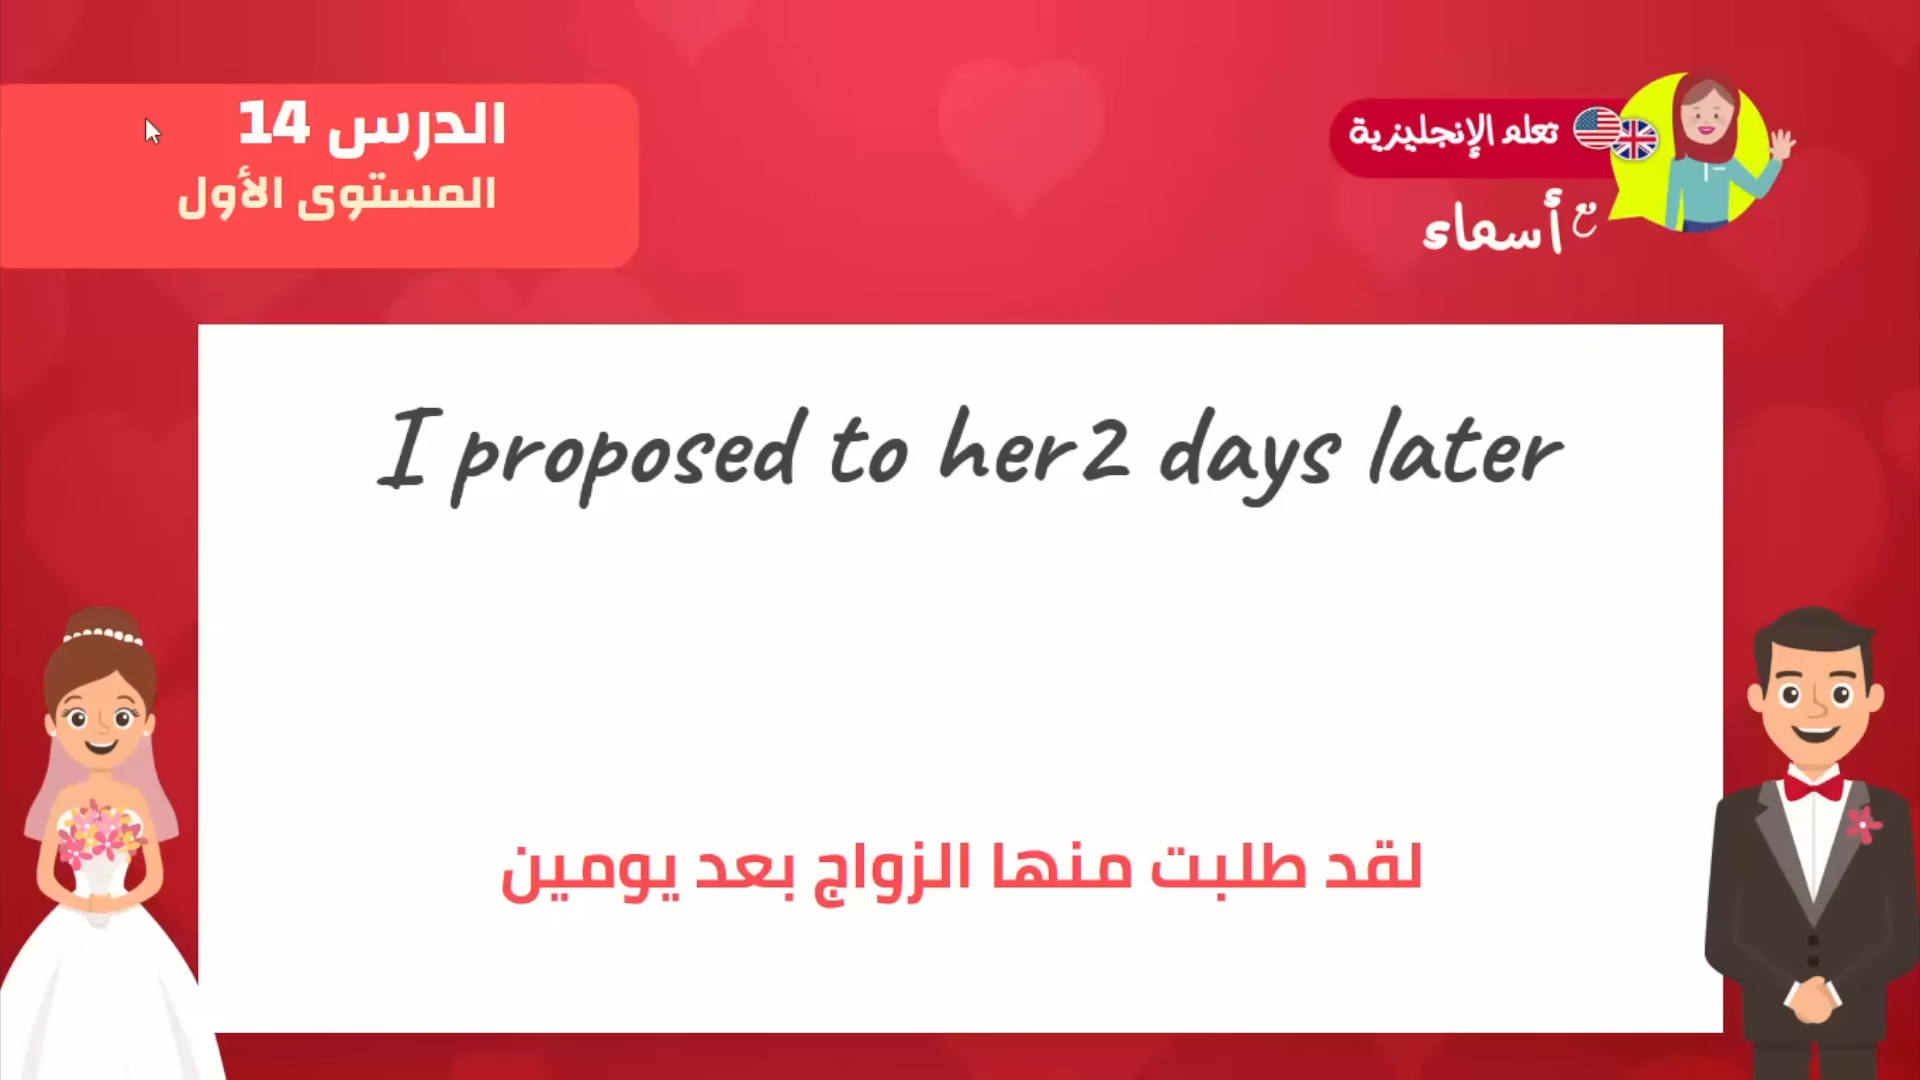 الدرس 14
المستوى الأول
تعلم الإنجليزية
مع أسماء
I proposed to her 2 days later
لقد طلبت منها الزواج بعد يومين